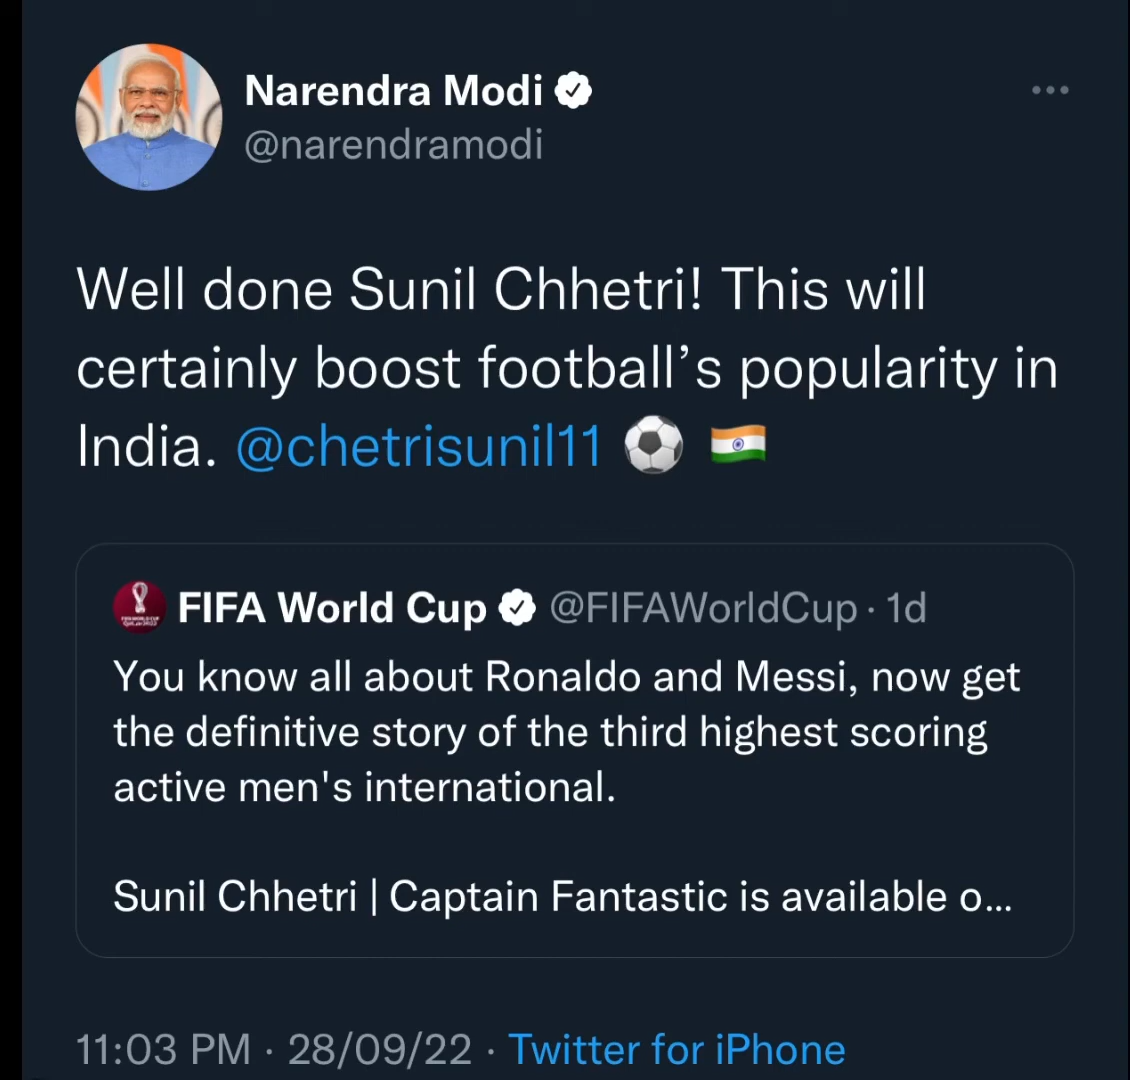 Narendra Modi
@narendramodi
Well done Sunil Chhetri! This will
certainly boost football’s popularity in
India. @chetrisunil11 ⚽ 🇮🇳
FIFA World Cup @FIFAWorldCup · 1d
You know all about Ronaldo and Messi, now get
the definitive story of the third highest scoring
active men's international.
Sunil Chhetri | Captain Fantastic is available o...
11:03 PM · 28/09/22 · Twitter for iPhone